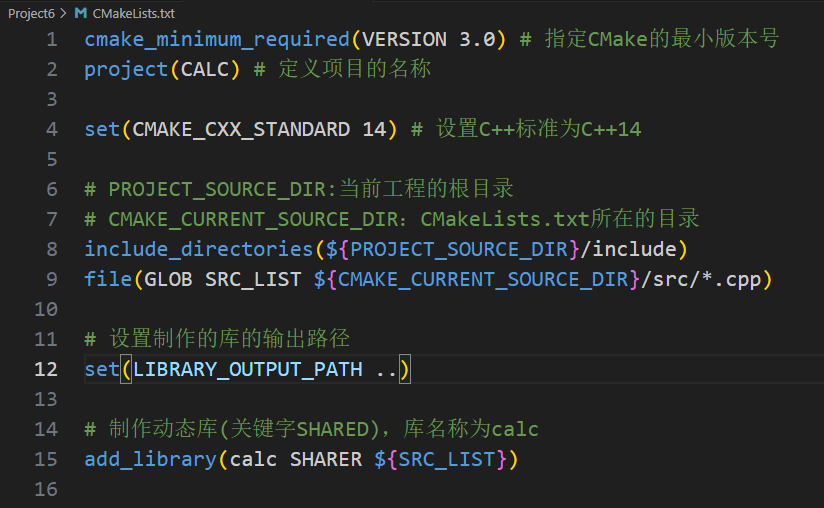 Project6 > CMakeLists.txt
1 cmake_minimum_required(VERSION 3.0) # 指定CMake的最小版本号
2 project(CALC) # 定义项目的名称
3
4 set(CMAKE_CXX_STANDARD 14) # 设置C++标准为C++14
5
6 # PROJECT_SOURCE_DIR:当前工程的根目录
7 # CMAKE_CURRENT_SOURCE_DIR：CMakeLists.txt所在的目录
8 include_directories(${PROJECT_SOURCE_DIR}/include)
9 file(GLOB SRC_LIST ${CMAKE_CURRENT_SOURCE_DIR}/src/*.cpp)
10
11 # 设置制作的库的输出路径
12 set(LIBRARY_OUTPUT_PATH ..)
13
14 # 制作动态库(关键字SHARED)，库名称为calc
15 add_library(calc SHARER ${SRC_LIST})
16